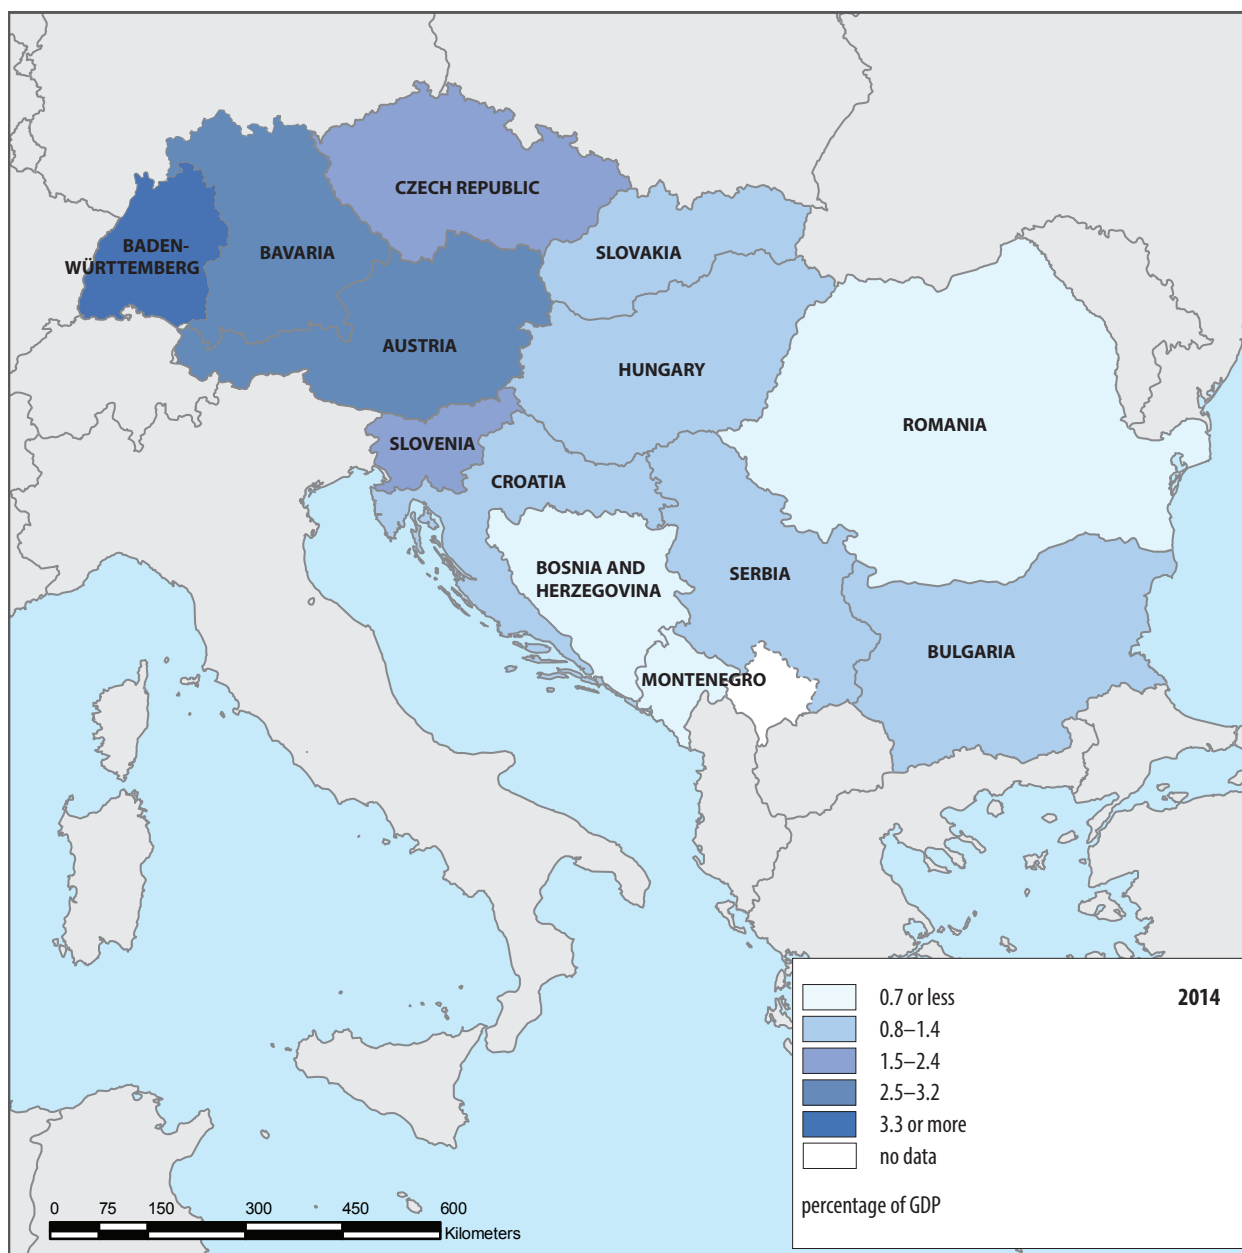 CZECH REPUBLIC
BADEN-
WÜRTTEMBERG
BAVARIA
SLOVAKIA
AUSTRIA
HUNGARY
ROMANIA
SLOVENIA
CROATIA
BOSNIA AND
HERZEGOVINA
SERBIA
BULGARIA
MONTENEGRO
0.7 or less
2014
0.8–1.4
1.5–2.4
2.5–3.2
3.3 or more
no data
percentage of GDP
0 75 150 300 450 600
Kilometers